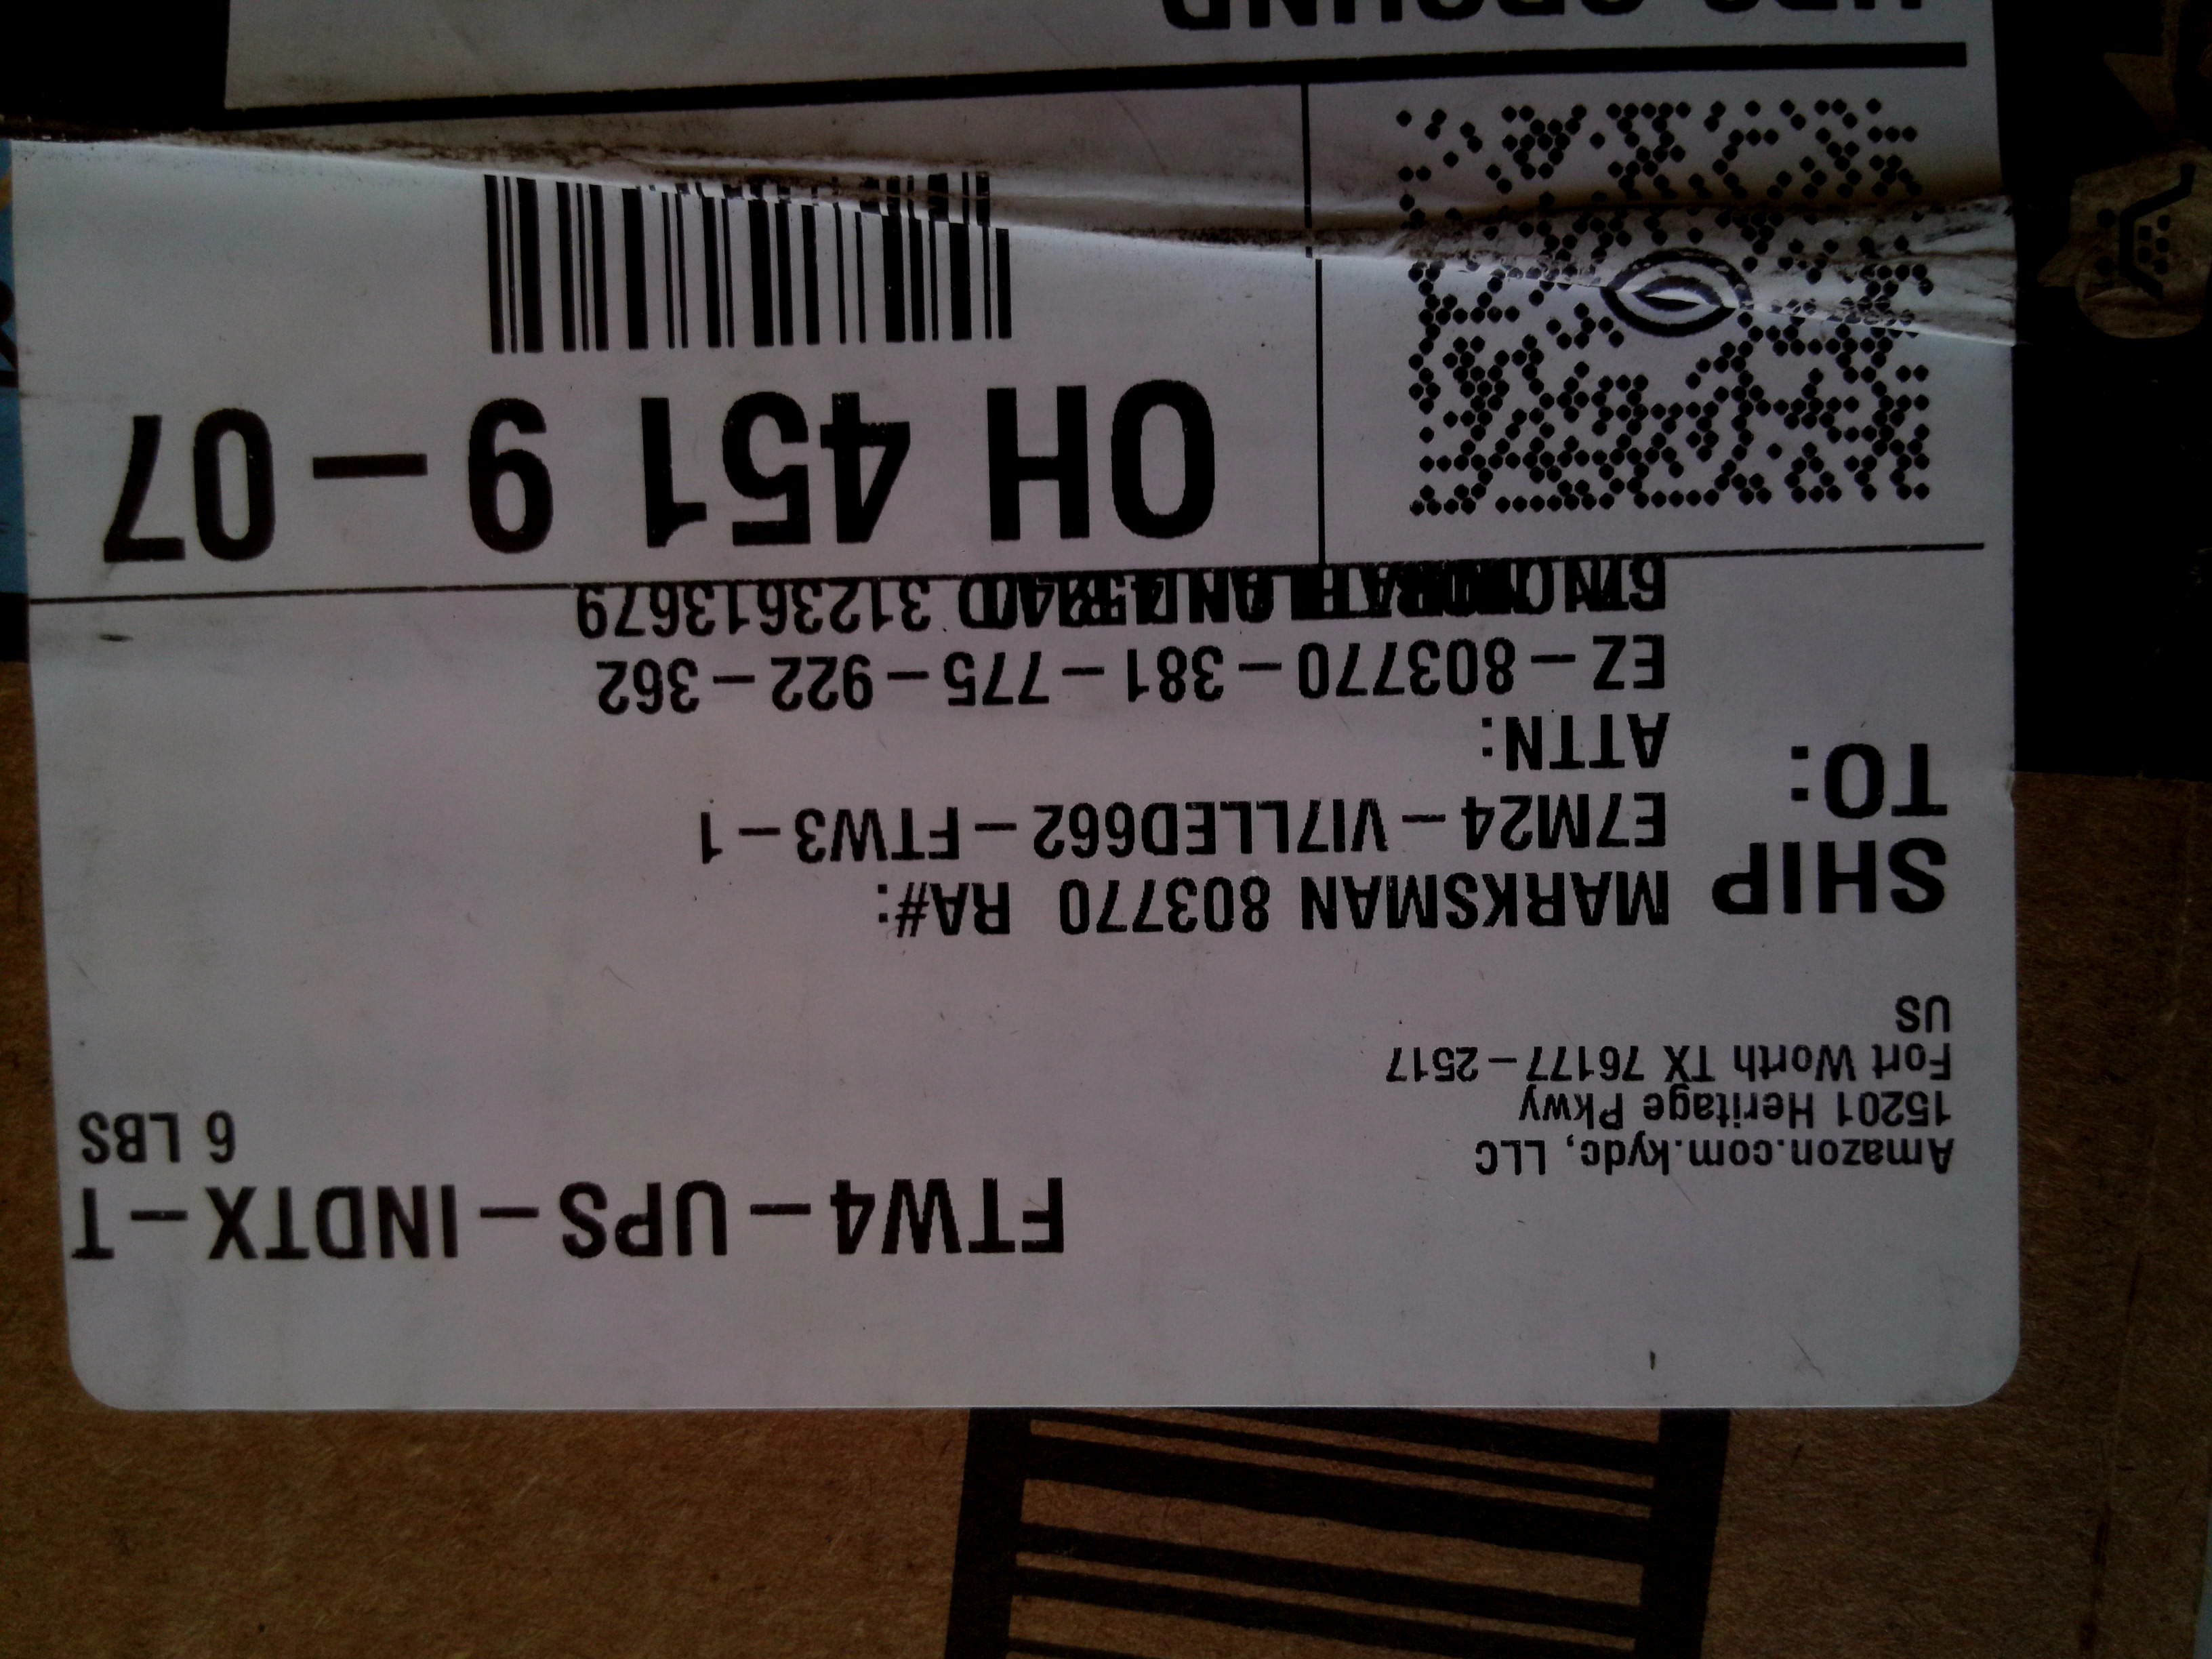 FTW4-UPS-INDTX-T
6 LBS
Amazon.com.kydc, LLC
15201 Heritage Pkwy
Fort Worth TX 76177-2517
US
SHIP
TO:
MARKSMAN 803770 RA#:
E7M24-VI7LLED662-FTW3-1
ATTN:
EZ-803770-381-775-922-362
3123613679
OH 451 9-07
UPS GROUND